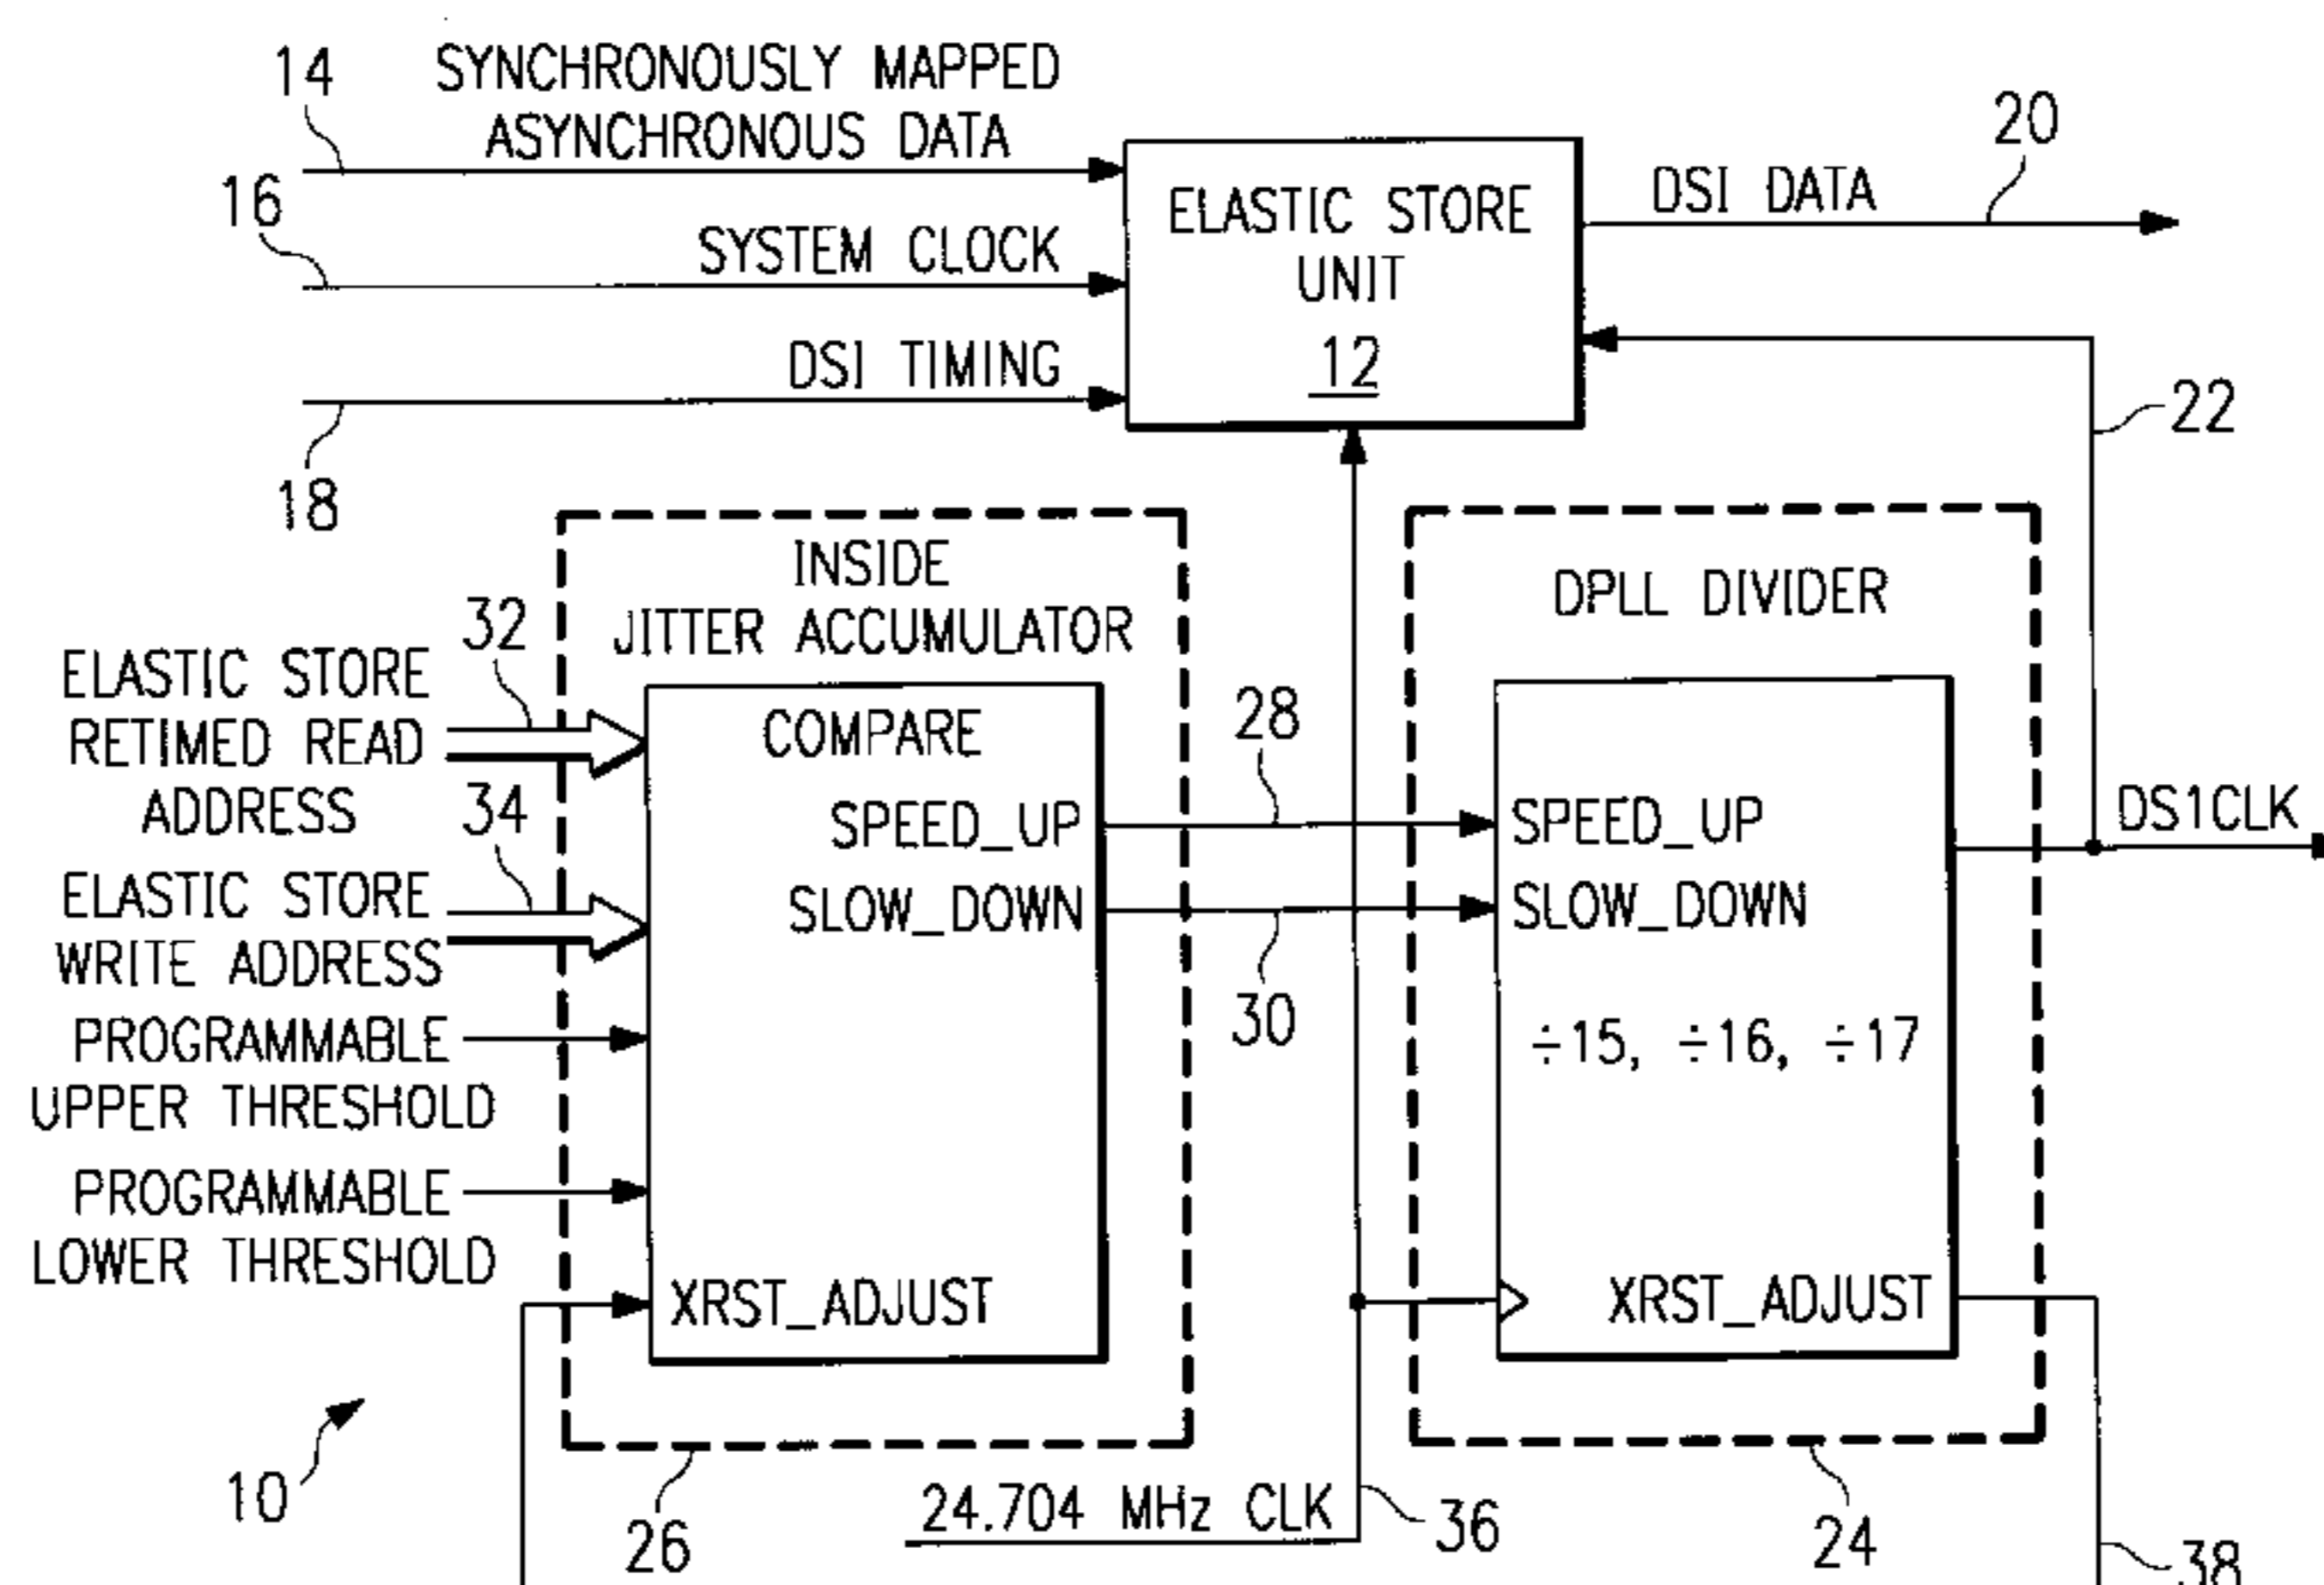 14
SYNCHRONOUSLY MAPPED
ASYNCHRONOUS DATA
16
SYSTEM CLOCK
DSI TIMING
18
ELASTIC STORE
UNIT
12
DSI DATA
20
22
INSIDE
JITTER ACCUMULATOR
DPLL DIVIDER
ELASTIC STORE
RETIMED READ
ADDRESS
32
34
ELASTIC STORE
WRITE ADDRESS
PROGRAMMABLE
UPPER THRESHOLD
PROGRAMMABLE
LOWER THRESHOLD
COMPARE
SPEED_UP
SLOW_DOWN
XRST_ADJUST
28
30
SPEED_UP
SLOW_DOWN
÷15, ÷16, ÷17
XRST_ADJUST
DS1CLK
10
26
24.704 MHz CLK
36
24
38